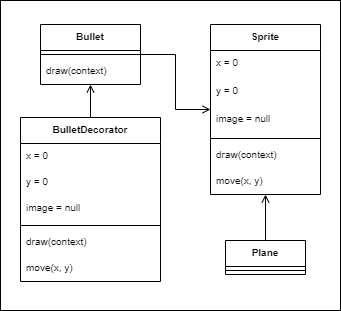 Bullet
draw(context)
Sprite
x = 0
y = 0
image = null
draw(context)
move(x, y)
BulletDecorator
x = 0
y = 0
image = null
draw(context)
move(x, y)
Plane